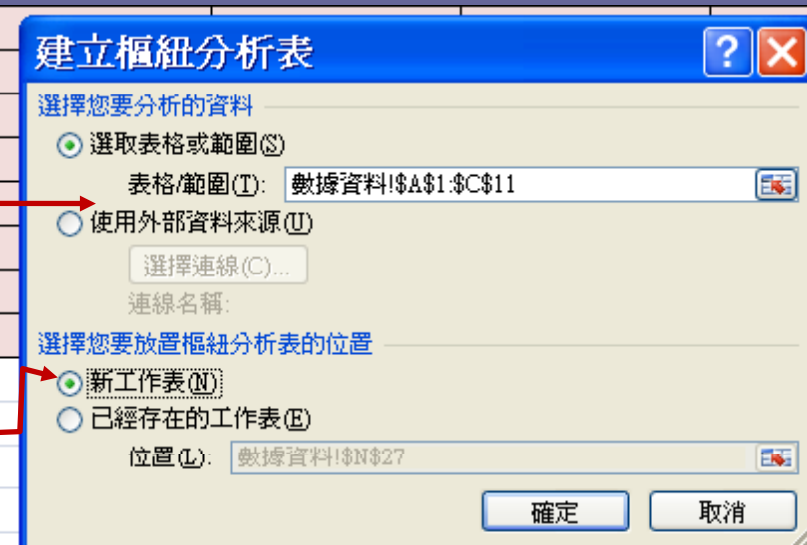 建立樞紐分析表
選擇您要分析的資料
選取表格或範圍(S)
表格/範圍(T): 數據資料!$A$1:$C$11
使用外部資料來源(U)
選擇連線(C)...
連線名稱:
選擇您要放置樞紐分析表的位置
新工作表(N)
已經存在的工作表(E)
位置(L): 數據資料!$N$27
確定 取消